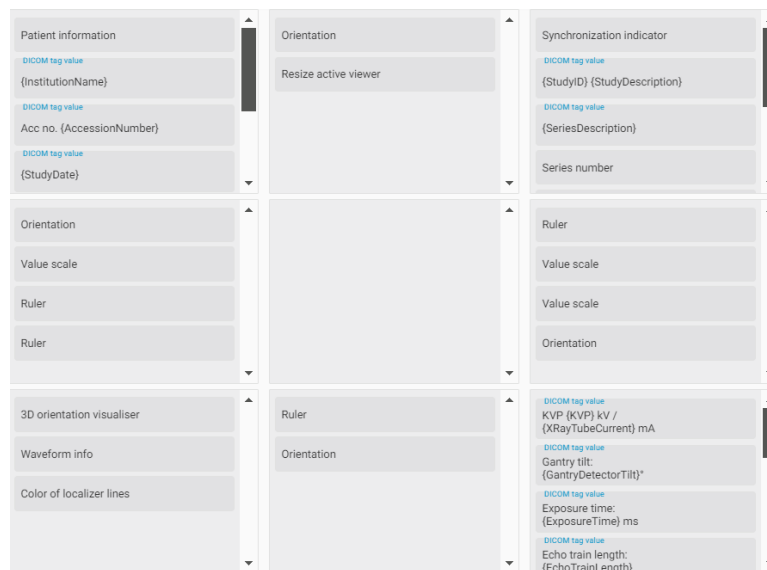 Patient information
DICOM tag value
{InstitutionName}
DICOM tag value
Acc no. {AccessionNumber}
DICOM tag value
{StudyDate}
Orientation
Resize active viewer
Synchronization indicator
DICOM tag value
{StudyID} {StudyDescription}
DICOM tag value
{SeriesDescription}
Series number
Orientation
Value scale
Ruler
Ruler
Ruler
Value scale
Value scale
Orientation
3D orientation visualiser
Waveform info
Color of localizer lines
Ruler
Orientation
DICOM tag value
KVP {KVP} kV /
{XRayTubeCurrent} mA
DICOM tag value
Gantry tilt:
{GantryDetectorTilt}°
DICOM tag value
Exposure time:
{ExposureTime} ms
DICOM tag value
Echo train length:
{EchoTrainLength}